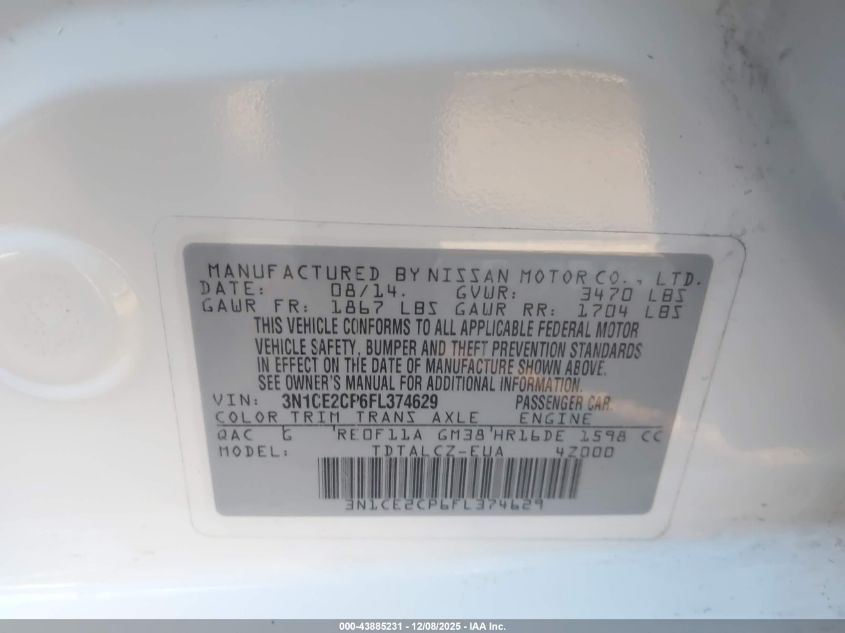 MANUFACTURED BY NISSAN MOTOR CO., LTD.
DATE: 08/14. GVWR: 3470 LBS
GAWR FR: 1867 LBS GAWR RR: 1704 LBS
THIS VEHICLE CONFORMS TO ALL APPLICABLE FEDERAL MOTOR
VEHICLE SAFETY, BUMPER AND THEFT PREVENTION STANDARDS
IN EFFECT ON THE DATE OF MANUFACTURE SHOWN ABOVE.
SEE OWNER'S MANUAL FOR ADDITIONAL INFORMATION.
VIN: 3N1CE2CP6FL374629 PASSENGER CAR
COLOR TRIM TRANS AXLE ENGINE
QAC G RE0F11A GM38 HR16DE 1598 CC
MODEL: TDTALCZ-EUA 4Z000
3N1CE2CP6FL374629
000-43885231 - 12/08/2025 - IAA Inc.